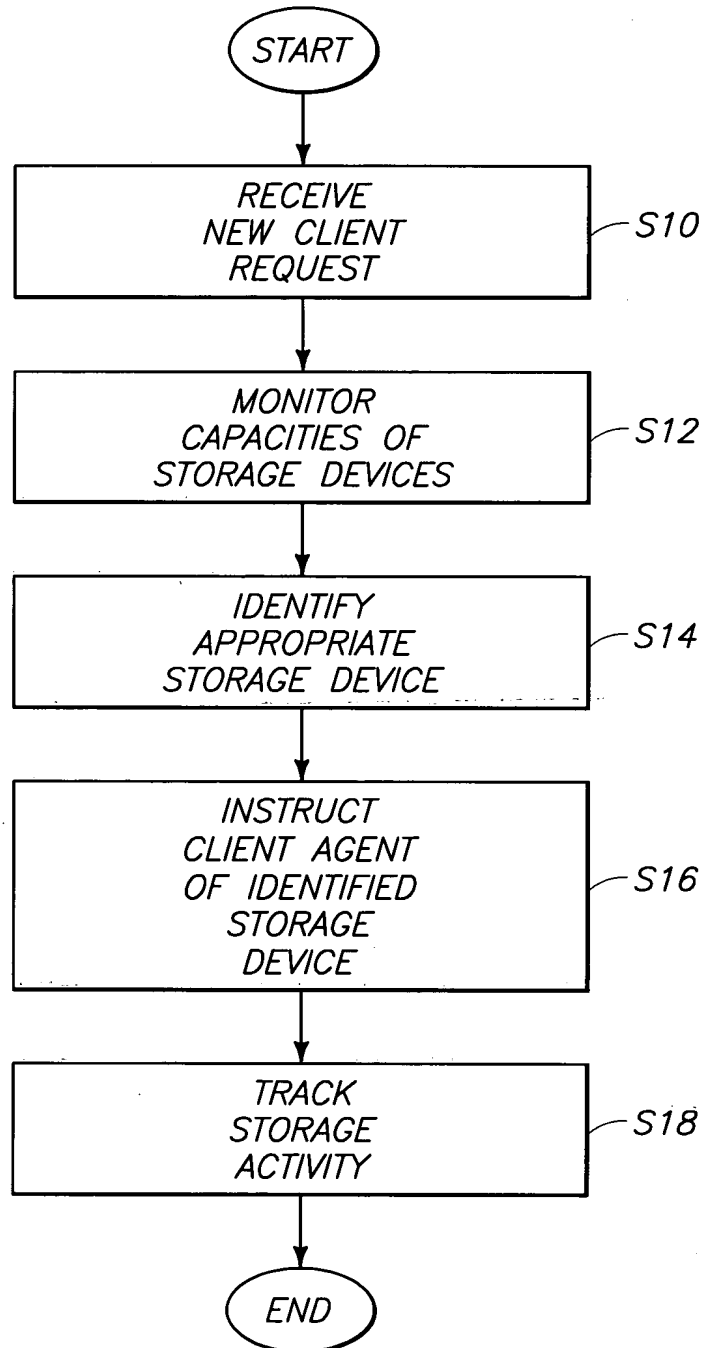 START
RECEIVE
NEW CLIENT
REQUEST
S10
MONITOR
CAPACITIES OF
STORAGE DEVICES
S12
IDENTIFY
APPROPRIATE
STORAGE DEVICE
S14
INSTRUCT
CLIENT AGENT
OF IDENTIFIED
STORAGE
DEVICE
S16
TRACK
STORAGE
ACTIVITY
S18
END